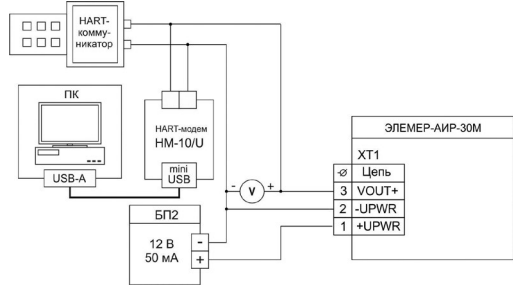 HART-
комму-
никатор
ПК
USB-A
HART-модем
HM-10/U
mini
USB
БП2
12 В
50 мА
-
+
- V +
ЭЛЕМЕР-АИР-30М
XT1
Ø Цепь
3 VOUT+
2 -UPWR
1 +UPWR